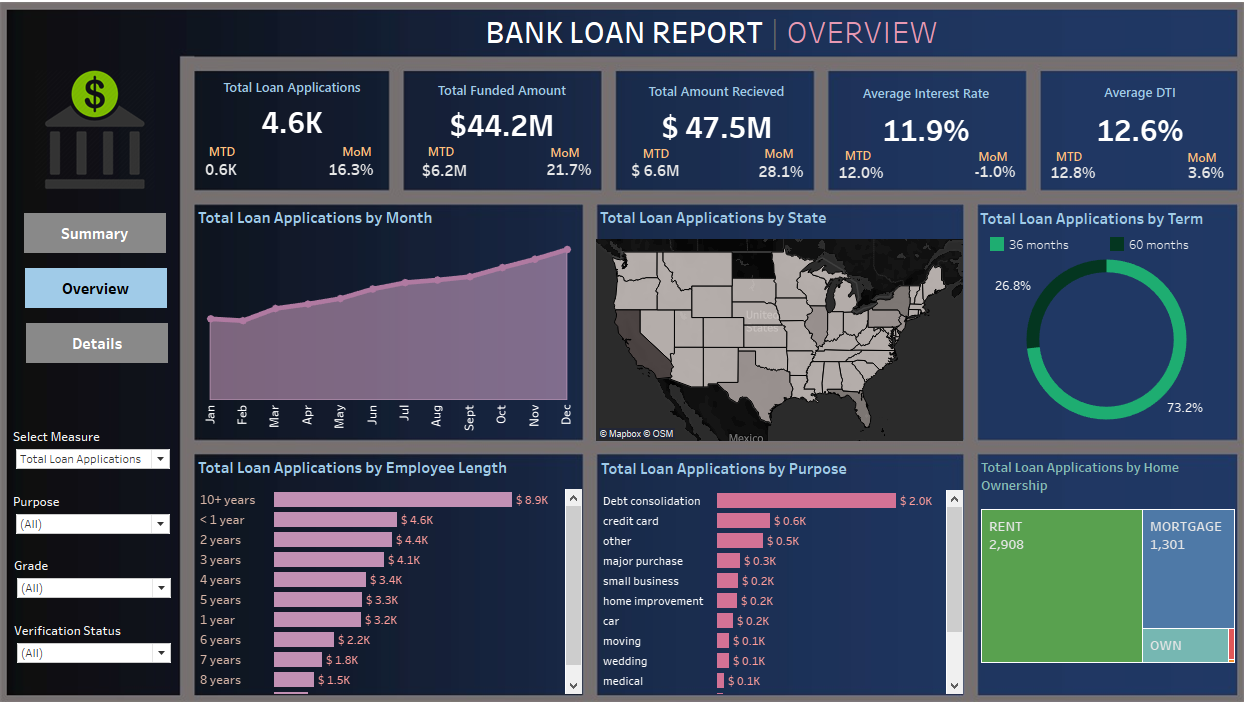 BANK LOAN REPORT | OVERVIEW
$
Summary
Overview
Details
Select Measure
Total Loan Applications
Purpose
(All)
Grade
(All)
Verification Status
(All)
Total Loan Applications
4.6K
MTD
MoM
0.6K
16.3%
Total Funded Amount
$44.2M
MTD
MoM
$6.2M
21.7%
Total Amount Recieved
$ 47.5M
MTD
MoM
$ 6.6M
28.1%
Average Interest Rate
11.9%
MTD
MoM
12.0%
-1.0%
Average DTI
12.6%
MTD
MoM
12.8%
3.6%
Total Loan Applications by Month
Jan
Feb
Mar
Apr
May
Jun
Jul
Aug
Sept
Oct
Nov
Dec
Total Loan Applications by State
United
States
Mexico
© Mapbox © OSM
Total Loan Applications by Term
36 months
60 months
26.8%
73.2%
Total Loan Applications by Employee Length
10+ years $ 8.9K
< 1 year $ 4.6K
2 years $ 4.4K
3 years $ 4.1K
4 years $ 3.4K
5 years $ 3.3K
1 year $ 3.2K
6 years $ 2.2K
7 years $ 1.8K
8 years $ 1.5K
Total Loan Applications by Purpose
Debt consolidation $ 2.0K
credit card $ 0.6K
other $ 0.5K
major purchase $ 0.3K
small business $ 0.2K
home improvement $ 0.2K
car $ 0.2K
moving $ 0.1K
wedding $ 0.1K
medical $ 0.1K
Total Loan Applications by Home
Ownership
RENT
2,908
MORTGAGE
1,301
OWN